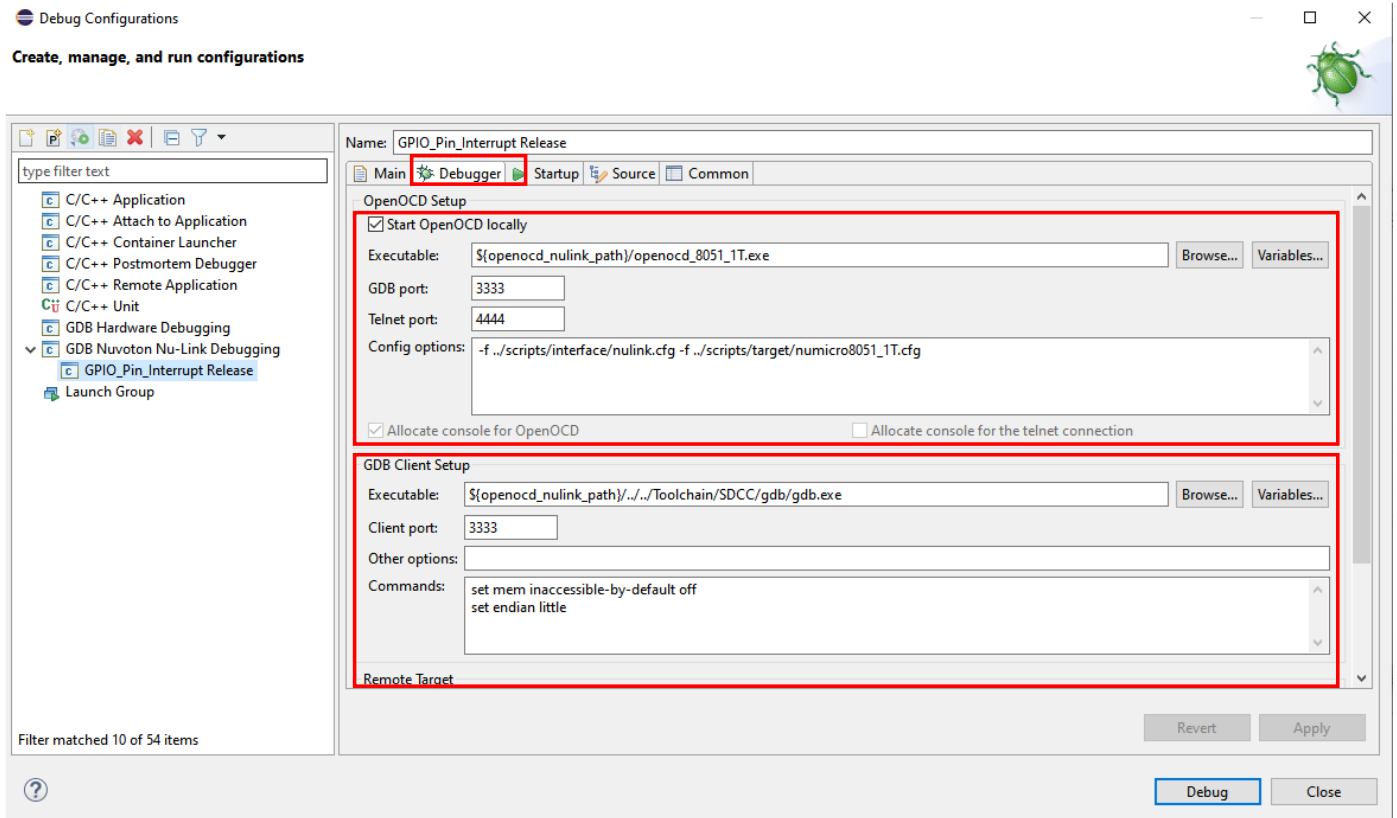 Debug Configurations
Create, manage, and run configurations
type filter text
C/C++ Application
C/C++ Attach to Application
C/C++ Container Launcher
C/C++ Postmortem Debugger
C/C++ Remote Application
C/C++ Unit
GDB Hardware Debugging
GDB Nuvoton Nu-Link Debugging
GPIO_Pin_Interrupt Release
Launch Group
Filter matched 10 of 54 items
Name: GPIO_Pin_Interrupt Release
Main Debugger Startup Source Common
OpenOCD Setup
Start OpenOCD locally
Executable: ${openocd_nulink_path}/openocd_8051_1T.exe Browse... Variables...
GDB port: 3333
Telnet port: 4444
Config options: -f ../scripts/interface/nulink.cfg -f ../scripts/target/numicro8051_1T.cfg
Allocate console for OpenOCD Allocate console for the telnet connection
GDB Client Setup
Executable: ${openocd_nulink_path}/../../Toolchain/SDCC/gdb/gdb.exe Browse... Variables...
Client port: 3333
Other options:
Commands: set mem inaccessible-by-default off
set endian little
Remote Target
Revert Apply
Debug Close